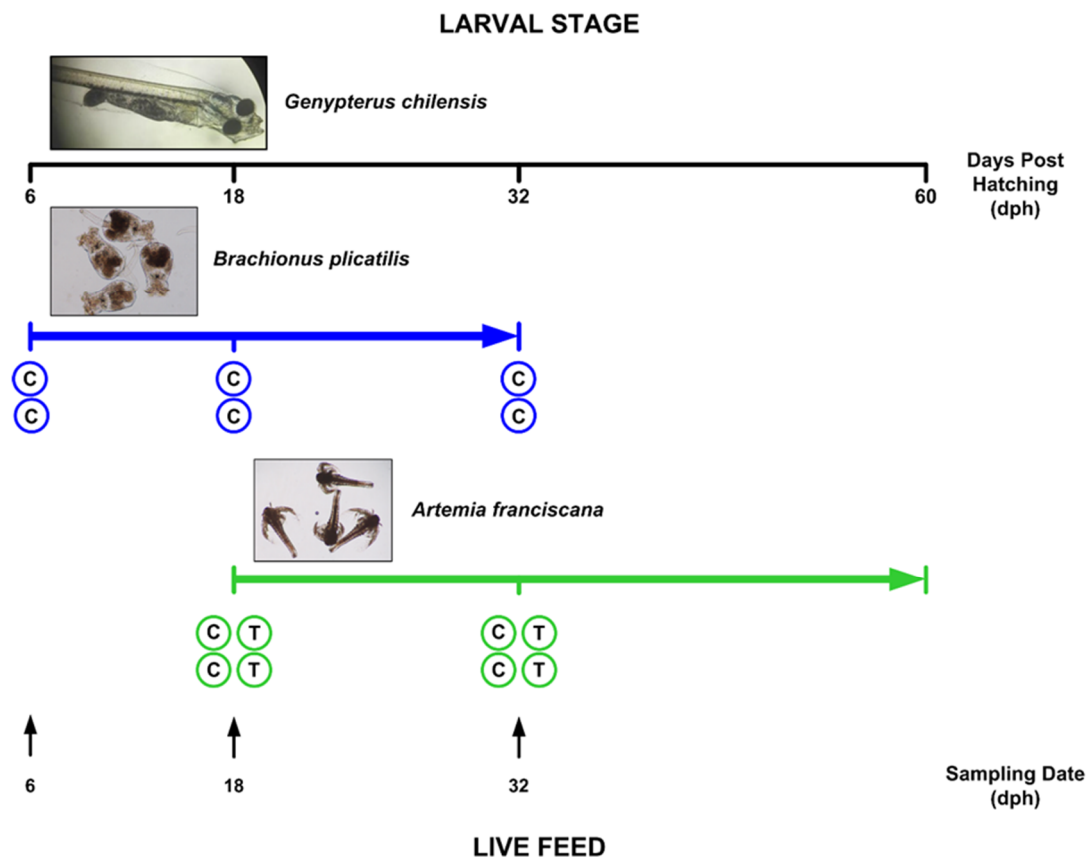 LARVAL STAGE
Genypterus chilensis
6 18 32 60
Days Post
Hatching
(dph)
Brachionus plicatilis
C C C
C C C
Artemia franciscana
C T C T
C T C T
6 18 32
Sampling Date
(dph)
LIVE FEED